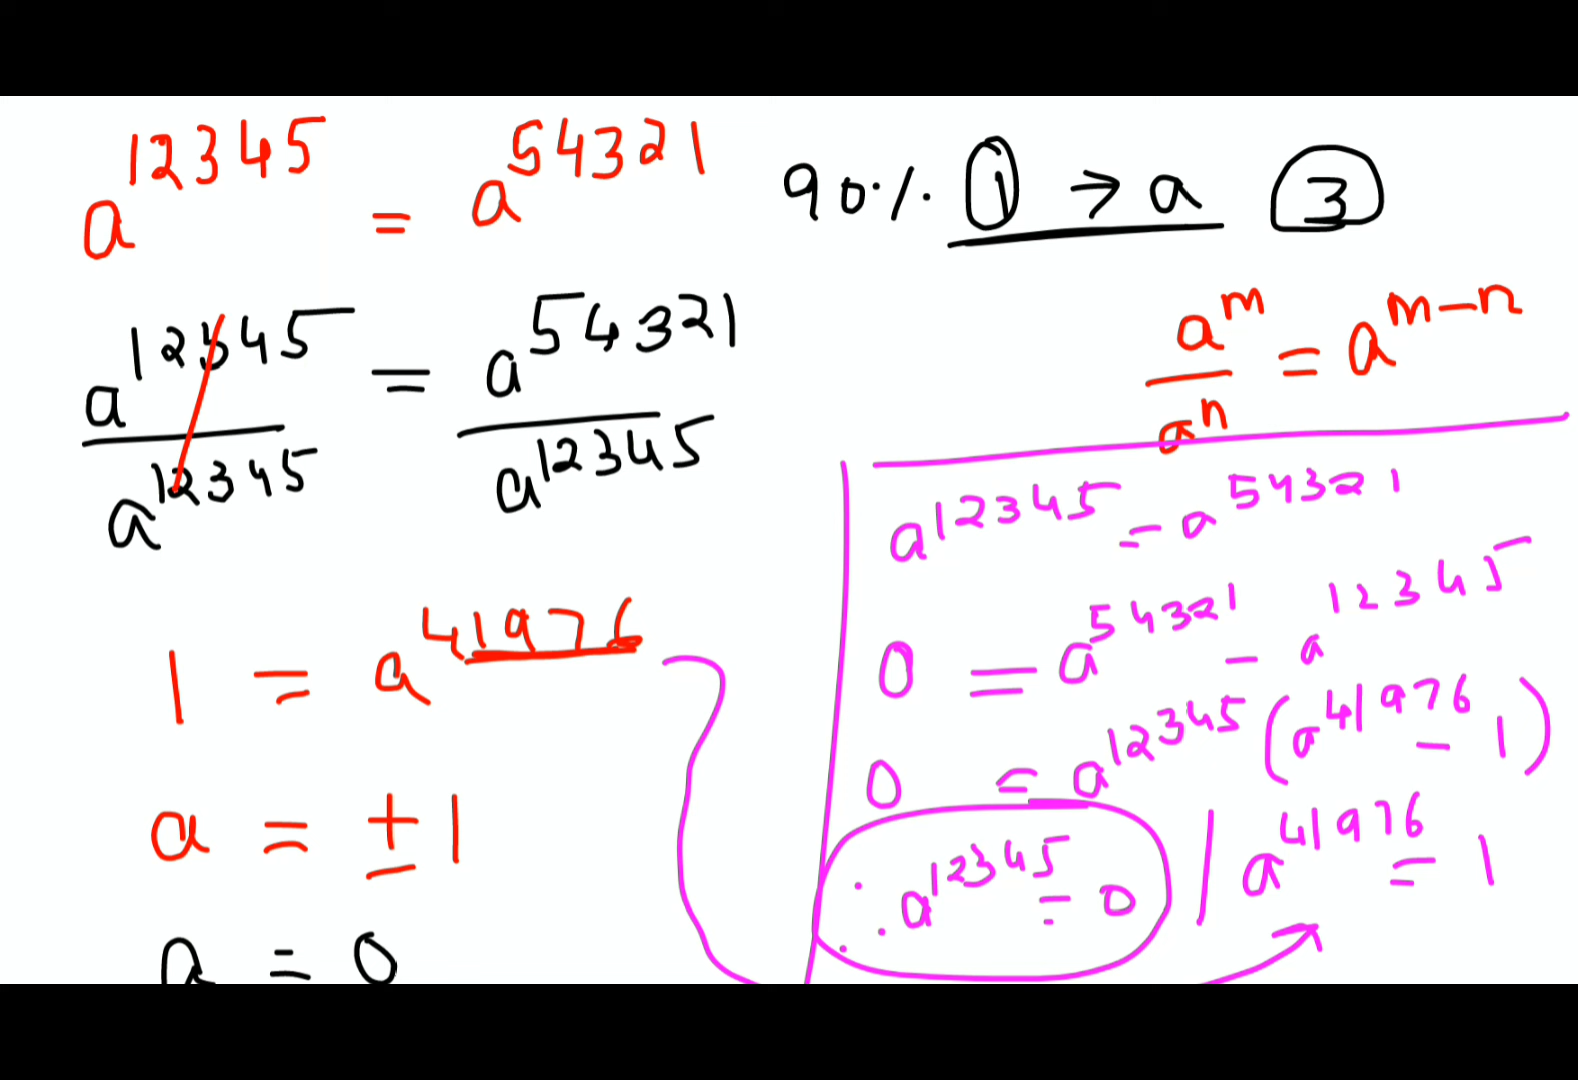 a^12345 = a^54321
90% ① → a ③
a^12345 / a^12345 = a^54321 / a^12345
a^m / a^n = a^m-n
1 = a^41976
a = ±1
a = 0
a^12345 = a^54321
0 = a^54321 - a^12345
0 = a^12345 (a^41976 - 1)
∴ a^12345 = 0 / a^41976 = 1